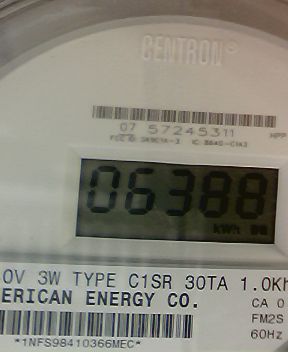 CENTRON®
07 57245311
06388
kWh
0V 3W TYPE C1SR 30TA 1.0Kh
ERICAN ENERGY CO.
CA 0
FM2S
60Hz
*1NFS98410366MEC*